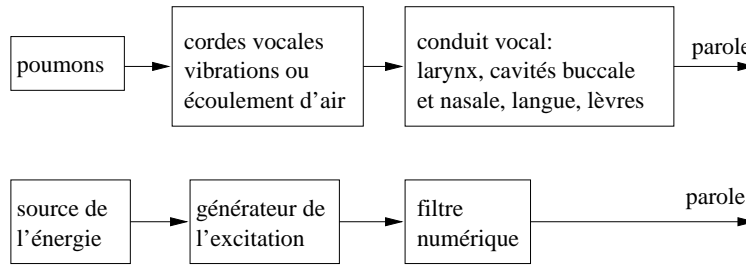 poumons
cordes vocales
vibrations ou
écoulement d'air
conduit vocal:
larynx, cavités buccale
et nasale, langue, lèvres
parole
source de
l'énergie
générateur de
l'excitation
filtre
numérique
parole